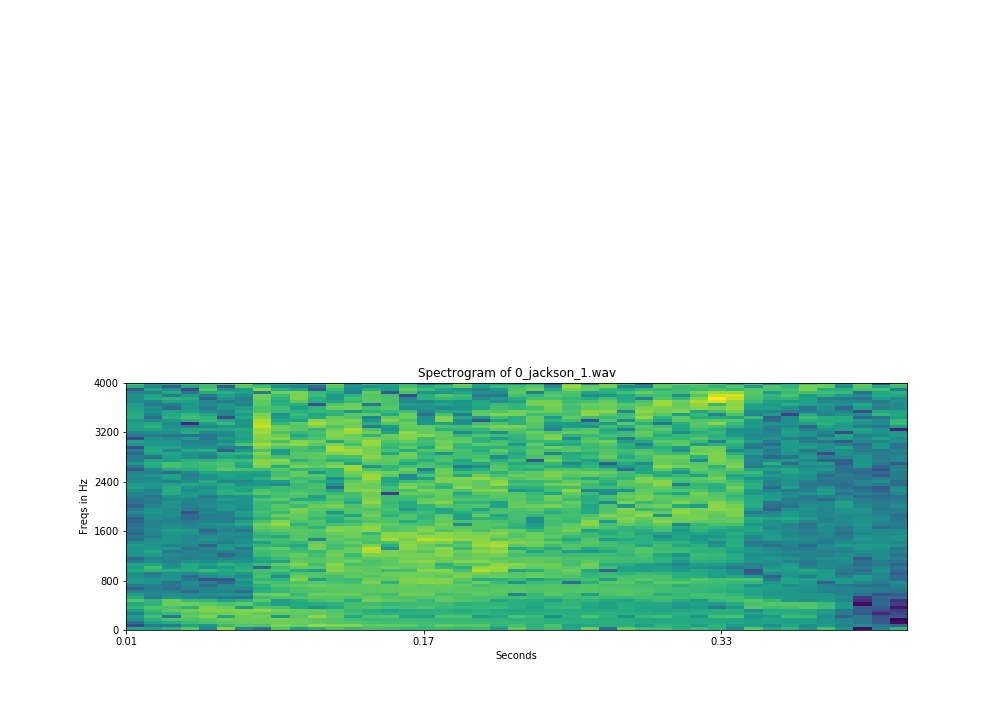 Spectrogram of 0_jackson_1.wav
4000
3200
2400
1600
800
0
Freqs in Hz
0.01 0.17 0.33
Seconds